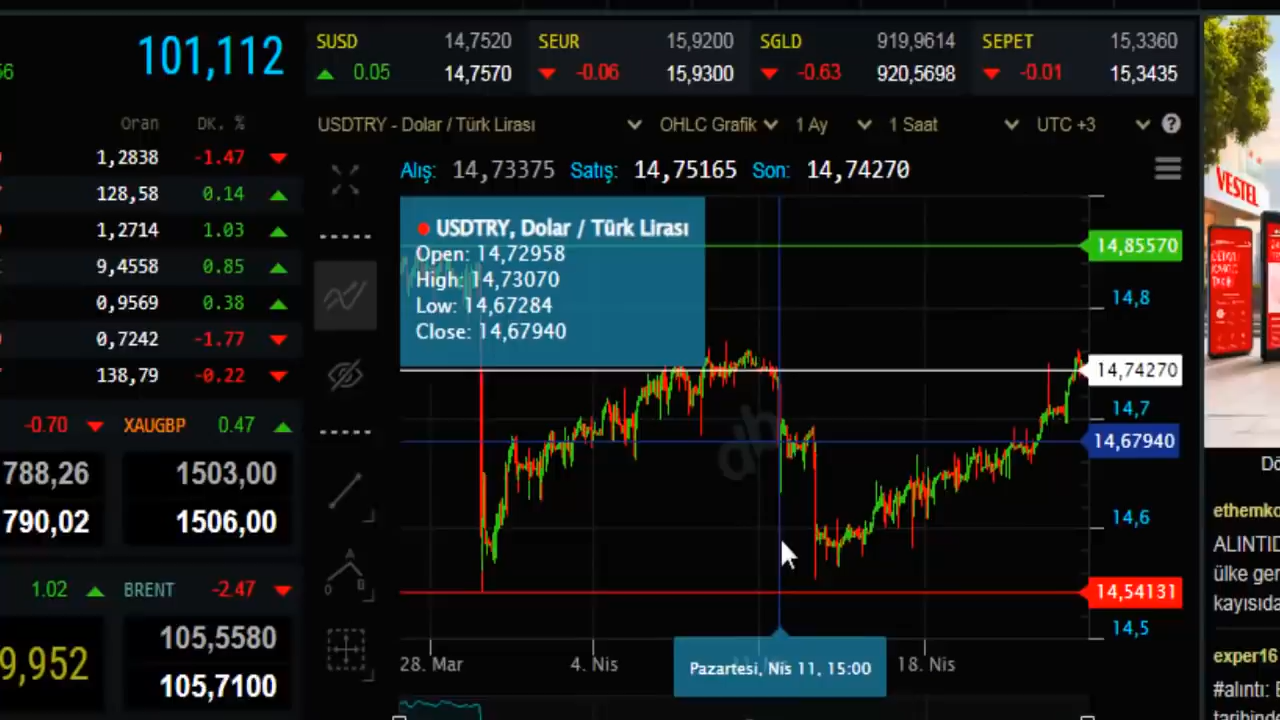 101,112
56
Oran DK. %
1,2838 -1.47
128,58 0.14
1,2714 1.03
9,4558 0.85
0,9569 0.38
0,7242 -1.77
138,79 -0.22
-0.70 XAUGBP 0.47
788,26 1503,00
790,02 1506,00
1.02 BRENT -2.47
9,952
105,5580
105,7100
SUSD 14,7520
0.05 14,7570
SEUR 15,9200
-0.06 15,9300
SGLD 919,9614
-0.63 920,5698
SEPET 15,3360
-0.01 15,3435
USDTRY - Dolar / Türk Lirası OHLC Grafik 1 Ay 1 Saat UTC +3 ?
Alış: 14,73375 Satış: 14,75165 Son: 14,74270
USDTRY, Dolar / Türk Lirası
Open: 14,72958
High: 14,73070
Low: 14,67284
Close: 14,67940
14,85570
14,8
14,74270
14,7
14,67940
14,6
14,54131
14,5
db
A
0 B
28. Mar 4. Nis 18. Nis
Pazartesi, Nis 11, 15:00
VESTEL
ethemko
ALINTID
ülke ger
kayısıda
exper16
#alıntı: E